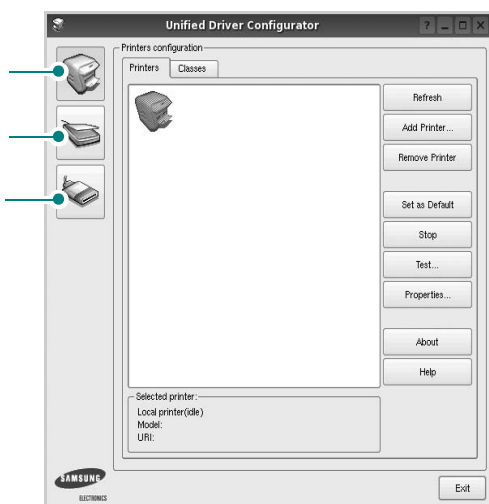 Unified Driver Configurator
?
Printers configuration
Printers
Classes
Refresh
Add Printer...
Remove Printer
Set as Default
Stop
Test...
Properties...
About
Help
Selected printer:
Local printer(idle)
Model:
URI:
SAMSUNG
ELECTRONICS
Exit